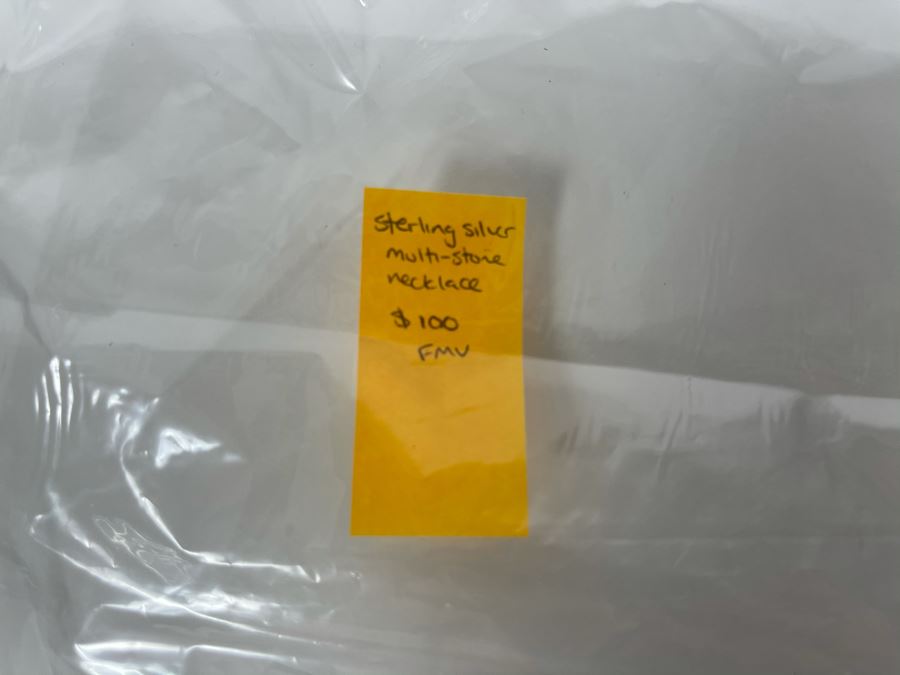 sterling silver
multi-stone
necklace
$100
FMV